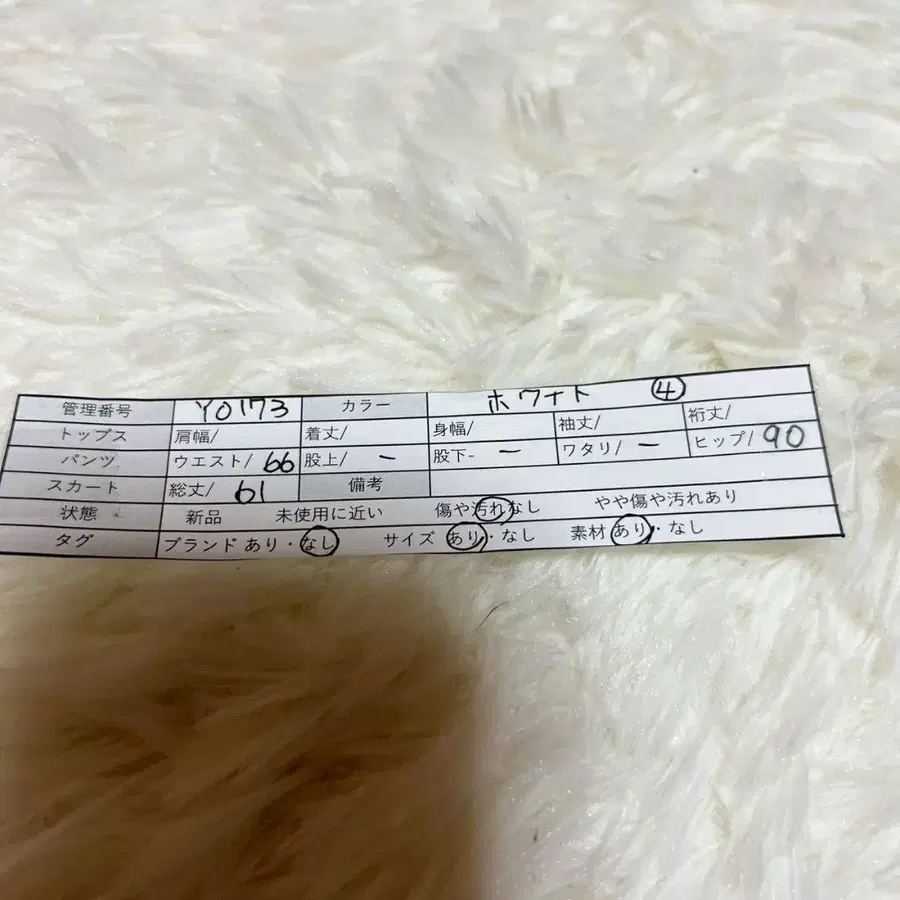 管理番号 YO173 カラー ホワイト ④
トップス 肩幅/ 着丈/ 身幅/ 袖丈/ 裄丈/
パンツ ウエスト/ 66 股上/ ー 股下- ー ワタリ/ ー ヒップ/ 90
スカート 総丈/ 61 備考
状態 新品 未使用に近い 傷や汚れなし やや傷や汚れあり
タグ ブランド あり・なし サイズ あり・なし 素材 あり・なし